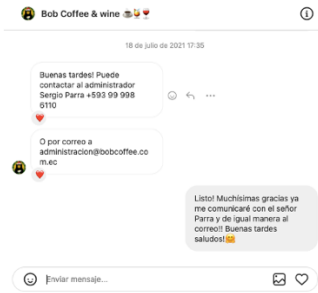 Bob Coffee & wine ☕🍹🍷
18 de julio de 2021 17:35
Buenas tardes! Puede
contactar al administrador
Sergio Parra +593 99 998
6110
O por correo a
administracion@bobcoffee.co
m.ec
Listo! Muchísimas gracias ya
me comunicaré con el señor
Parra y de igual manera al
correo!! Buenas tardes
saludos!😊
Enviar mensaje...